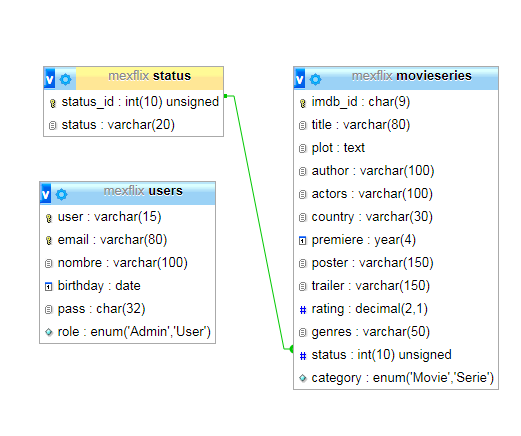 mexflix status
status_id : int(10) unsigned
status : varchar(20)
mexflix users
user : varchar(15)
email : varchar(80)
nombre : varchar(100)
birthday : date
pass : char(32)
role : enum('Admin','User')
mexflix movieseries
imdb_id : char(9)
title : varchar(80)
plot : text
author : varchar(100)
actors : varchar(100)
country : varchar(30)
premiere : year(4)
poster : varchar(150)
trailer : varchar(150)
rating : decimal(2,1)
genres : varchar(50)
status : int(10) unsigned
category : enum('Movie','Serie')